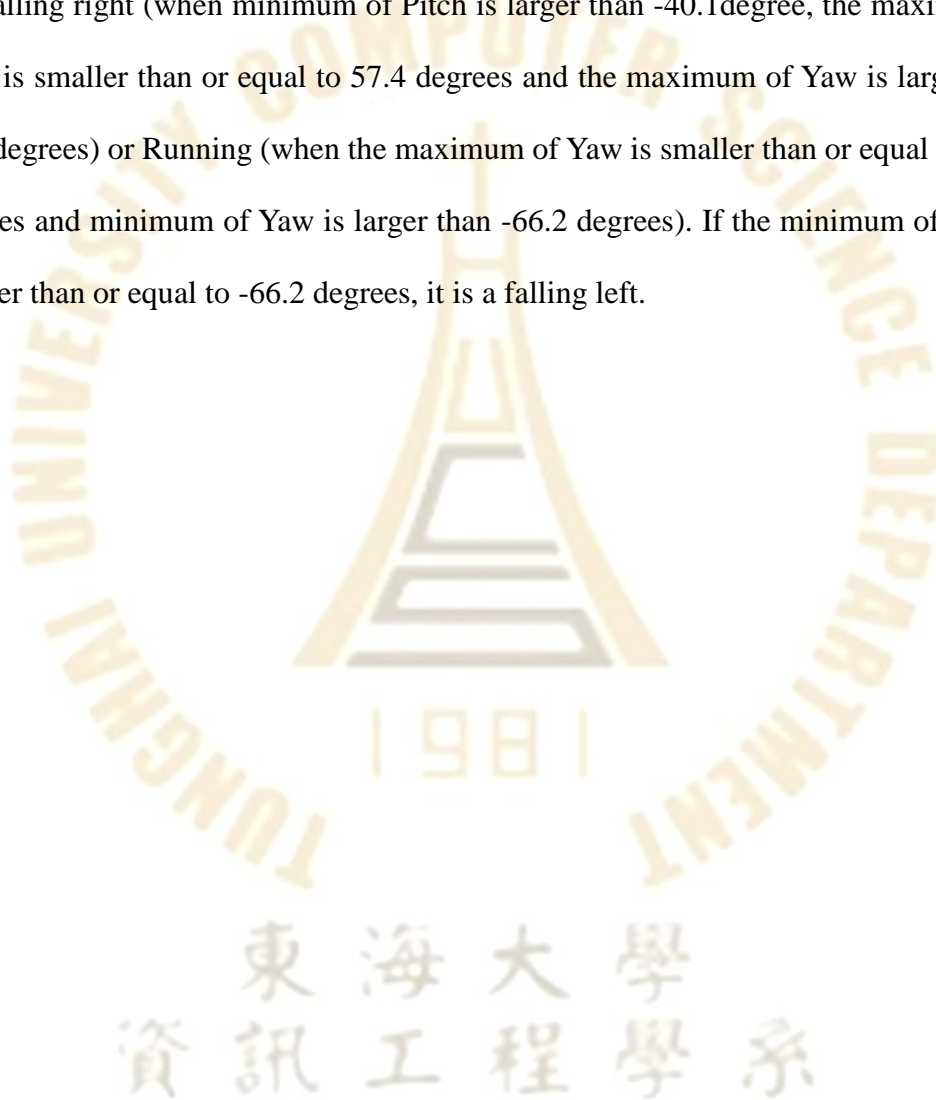 alling right (when minimum of Pitch is larger than -40.1degree, the maxi
is smaller than or equal to 57.4 degrees and the maximum of Yaw is larg
degrees) or Running (when the maximum of Yaw is smaller than or equal
es and minimum of Yaw is larger than -66.2 degrees). If the minimum of
er than or equal to -66.2 degrees, it is a falling left.
TUNGHAI UNIVERSITY COMPUTER SCIENCE DEPARTMENT
1981
東海大學
資訊工程學系